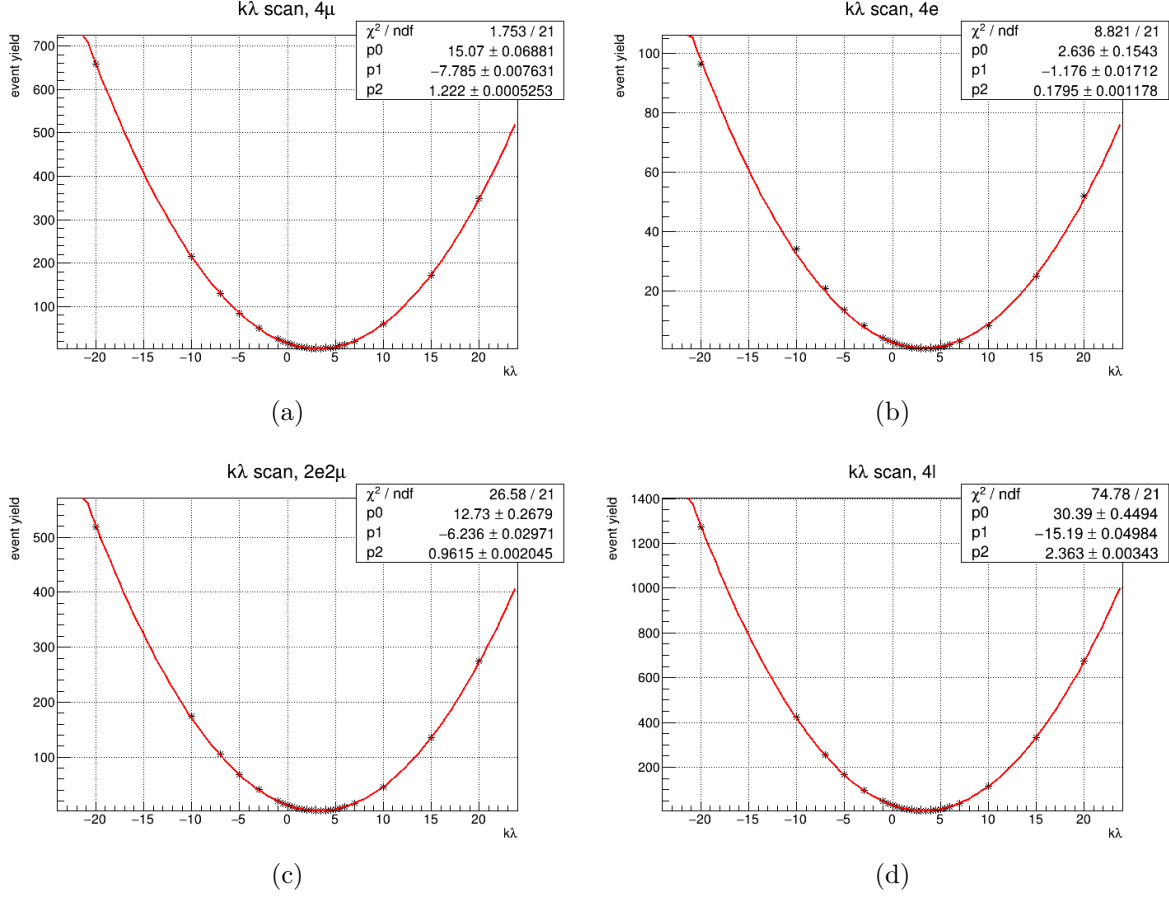 kλ scan, 4μ
event yield
χ² / ndf 1.753 / 21
p0 15.07 ± 0.06881
p1 −7.785 ± 0.007631
p2 1.222 ± 0.0005253
700
600
500
400
300
200
100
−20 −15 −10 −5 0 5 10 15 20
kλ
(a)
kλ scan, 4e
event yield
χ² / ndf 8.821 / 21
p0 2.636 ± 0.1543
p1 −1.176 ± 0.01712
p2 0.1795 ± 0.001178
100
80
60
40
20
−20 −15 −10 −5 0 5 10 15 20
kλ
(b)
kλ scan, 2e2μ
event yield
χ² / ndf 26.58 / 21
p0 12.73 ± 0.2679
p1 −6.236 ± 0.02971
p2 0.9615 ± 0.002045
500
400
300
200
100
−20 −15 −10 −5 0 5 10 15 20
kλ
(c)
kλ scan, 4l
event yield
χ² / ndf 74.78 / 21
p0 30.39 ± 0.4494
p1 −15.19 ± 0.04984
p2 2.363 ± 0.00343
1400
1200
1000
800
600
400
200
−20 −15 −10 −5 0 5 10 15 20
kλ
(d)